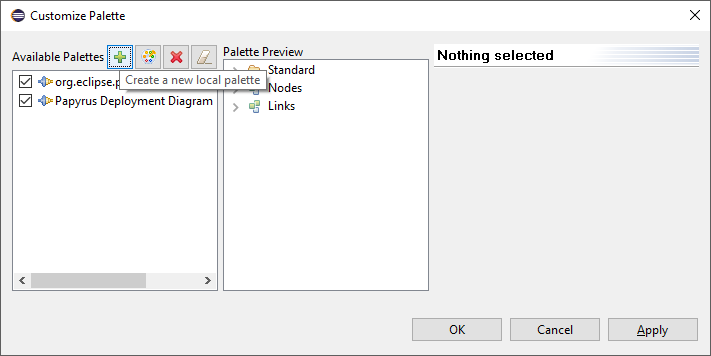 Customize Palette
Available Palettes
Palette Preview
Nothing selected
org.eclipse.p
Create a new local palette
Papyrus Deployment Diagram
Standard
Nodes
Links
OK
Cancel
Apply